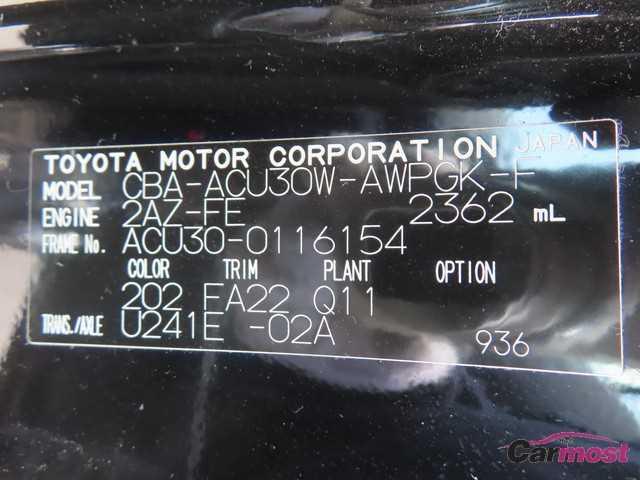 TOYOTA MOTOR CORPORATION JAPAN
MODEL CBA-ACU30W-AWPGK-F
ENGINE 2AZ-FE 2362 mL
FRAME No. ACU30-0116154
COLOR TRIM PLANT OPTION
202 FA22 Q11
TRANS./AXLE U241E -02A 936
Carmost